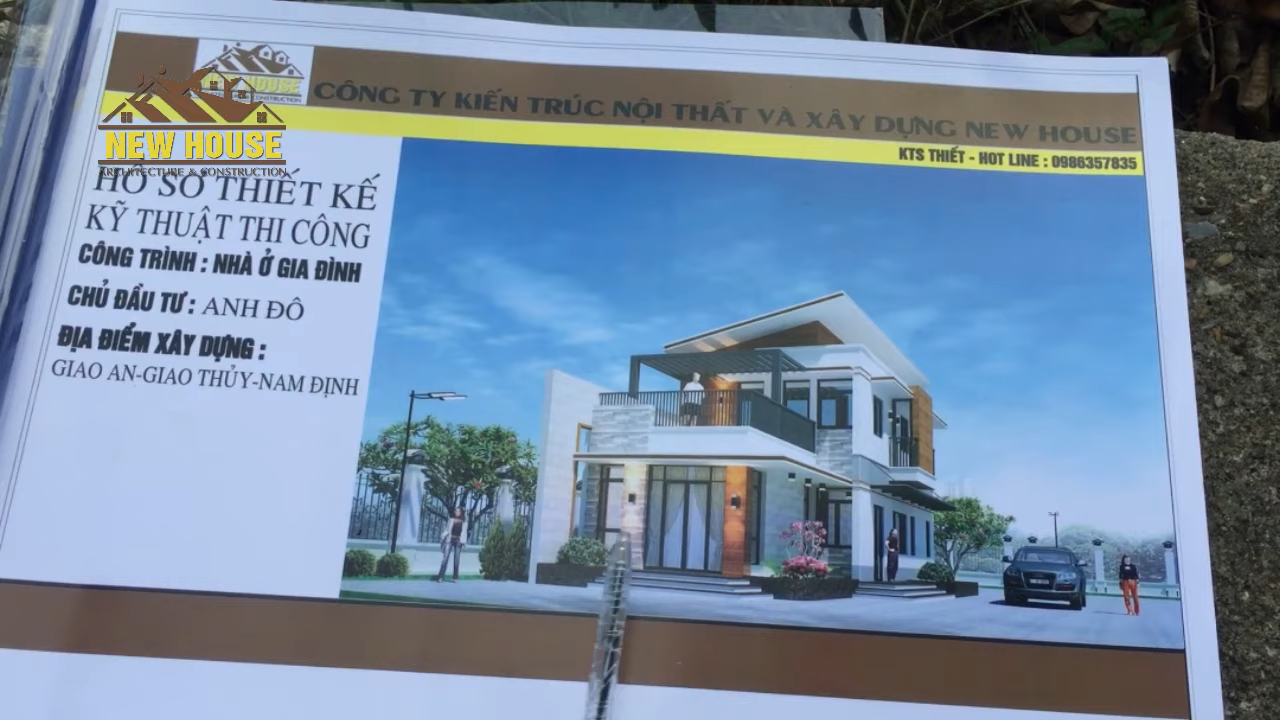 HOUSE
CONSTRUCTION
CÔNG TY KIẾN TRÚC NỘI THẤT VÀ XÂY DỰNG NEW HOUSE
KTS THIẾT - HOT LINE : 0986357835
NEW HOUSE
ARCHITECTURE & CONSTRUCTION
HỒ SƠ THIẾT KẾ
KỸ THUẬT THI CÔNG
CÔNG TRÌNH : NHÀ Ở GIA ĐÌNH
CHỦ ĐẦU TƯ : ANH ĐÔ
ĐỊA ĐIỂM XÂY DỰNG :
GIAO AN-GIAO THỦY-NAM ĐỊNH